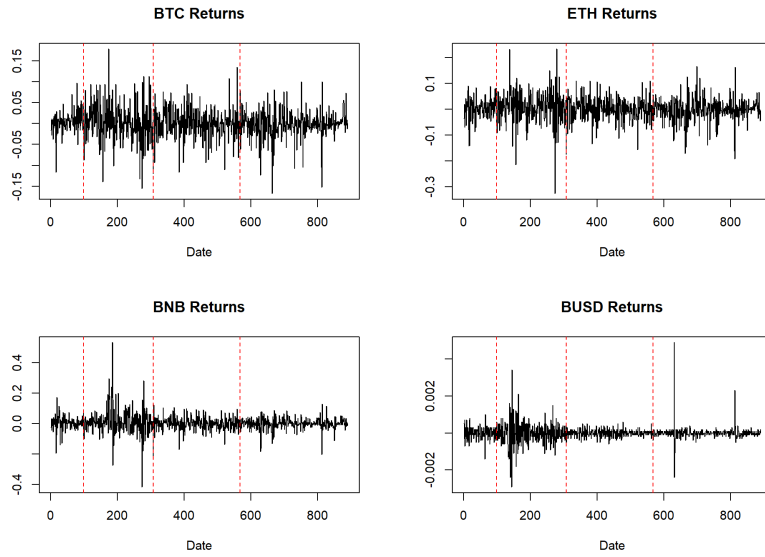 BTC Returns
0.15
0.05
-0.05
-0.15
0 200 400 600 800
Date
ETH Returns
0.1
-0.1
-0.3
0 200 400 600 800
Date
BNB Returns
0.4
0.2
0.0
-0.4
0 200 400 600 800
Date
BUSD Returns
0.002
-0.002
0 200 400 600 800
Date